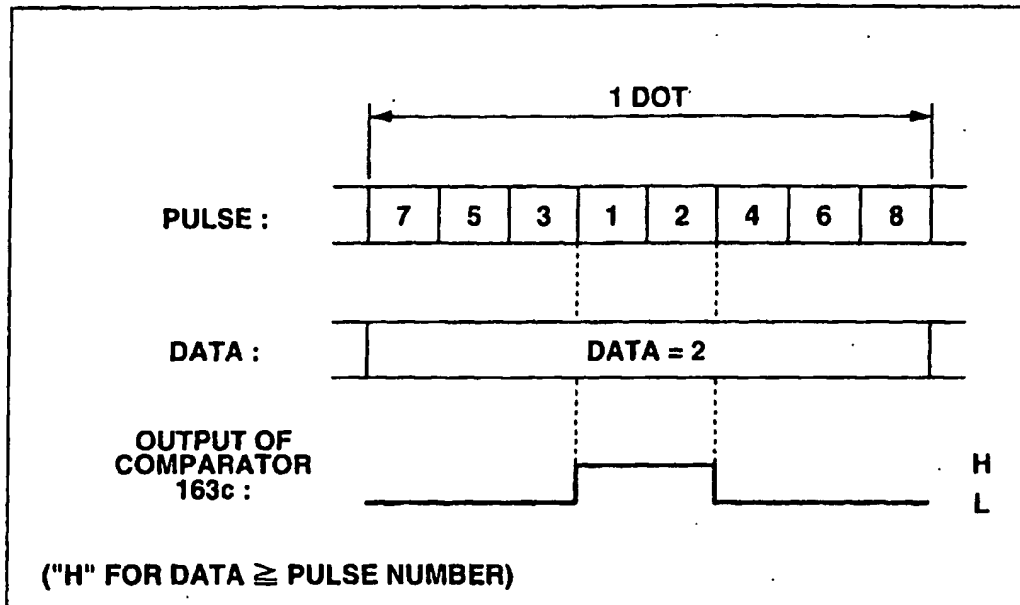 1 DOT
PULSE : 7 5 3 1 2 4 6 8
DATA : DATA = 2
OUTPUT OF
COMPARATOR
163c :
H
L
("H" FOR DATA ≧ PULSE NUMBER)